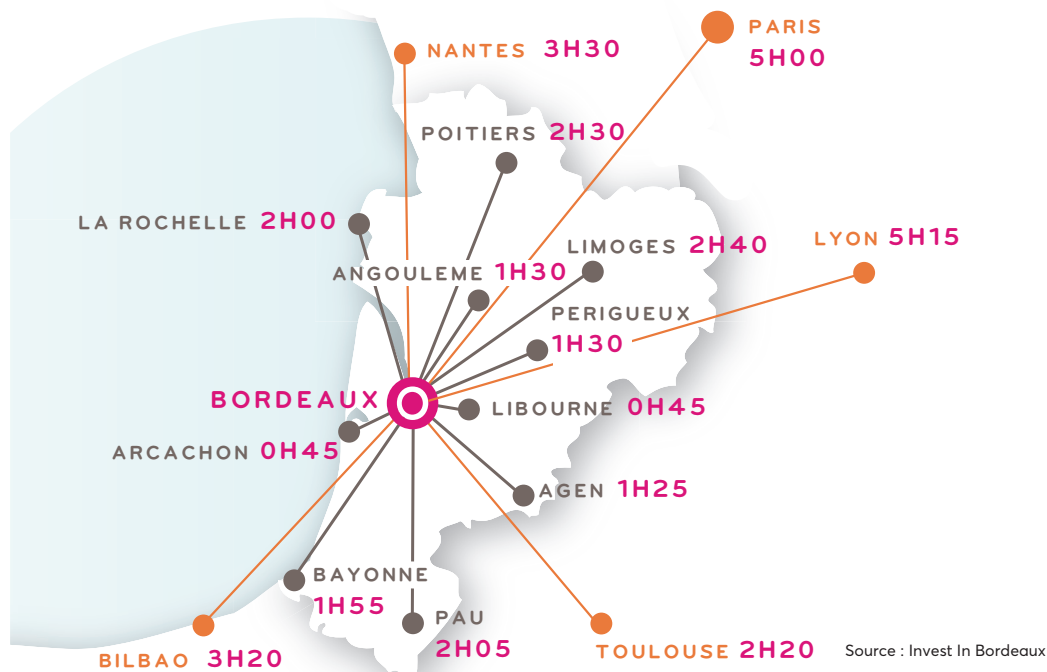 NANTES 3H30
PARIS
5H00
POITIERS 2H30
LA ROCHELLE 2H00
LIMOGES 2H40
LYON 5H15
ANGOULEME 1H30
PERIGUEUX
1H30
BORDEAUX
LIBOURNE 0H45
ARCACHON 0H45
AGEN 1H25
BAYONNE
1H55
PAU
2H05
BILBAO 3H20
TOULOUSE 2H20
Source : Invest In Bordeaux